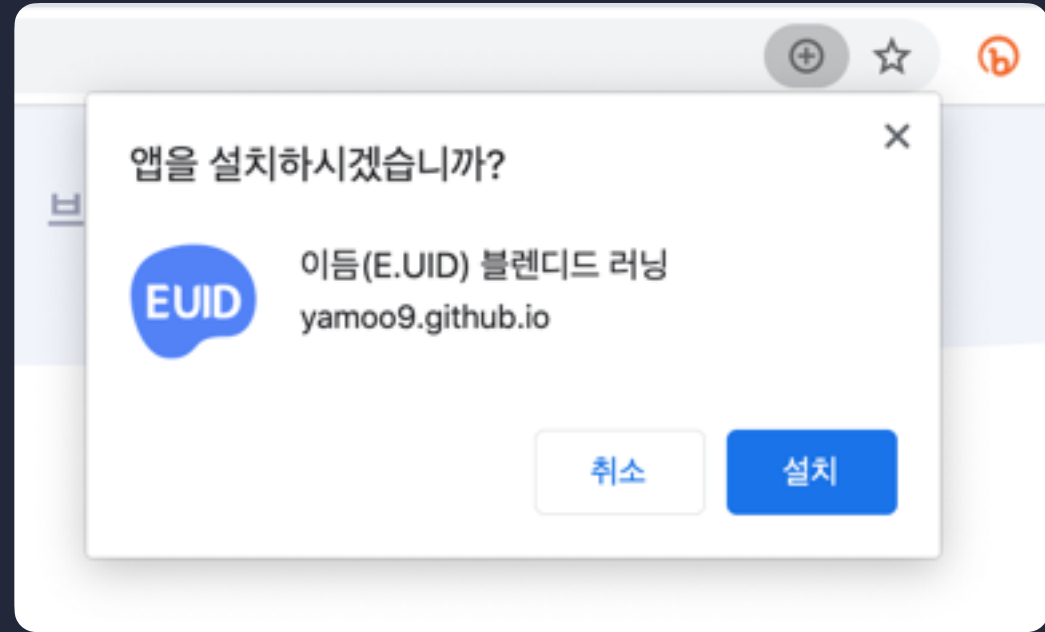 앱을 설치하시겠습니까?
브
EUID
이듬(E.UID) 블렌디드 러닝
yamoo9.github.io
취소
설치